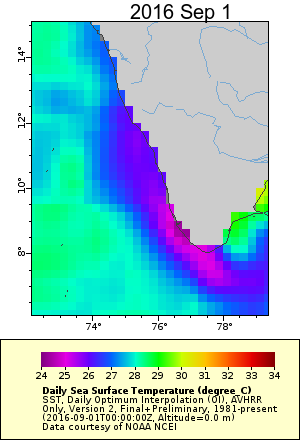 2016 Sep 1
14°
12°
10°
8°
74°
76°
78°
24 25 26 27 28 29 30 31 32 33 34
Daily Sea Surface Temperature (degree_C)
SST, Daily Optimum Interpolation (OI), AVHRR
Only, Version 2, Final+Preliminary, 1981-present
(2016-09-01T00:00:00Z, Altitude=0.0 m)
Data courtesy of NOAA NCEI